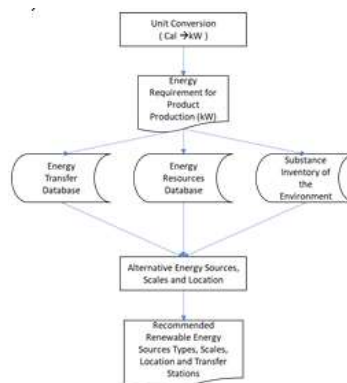 Unit Conversion
( Cal →kW )
Energy
Requirement for
Product
Production (kW)
Energy
Transfer
Database
Energy
Resources
Database
Substance
Inventory of
the
Environment
Alternative Energy Sources,
Scales and Location
Recommended
Renewable Energy
Sources Types, Scales,
Location and Transfer
Stations